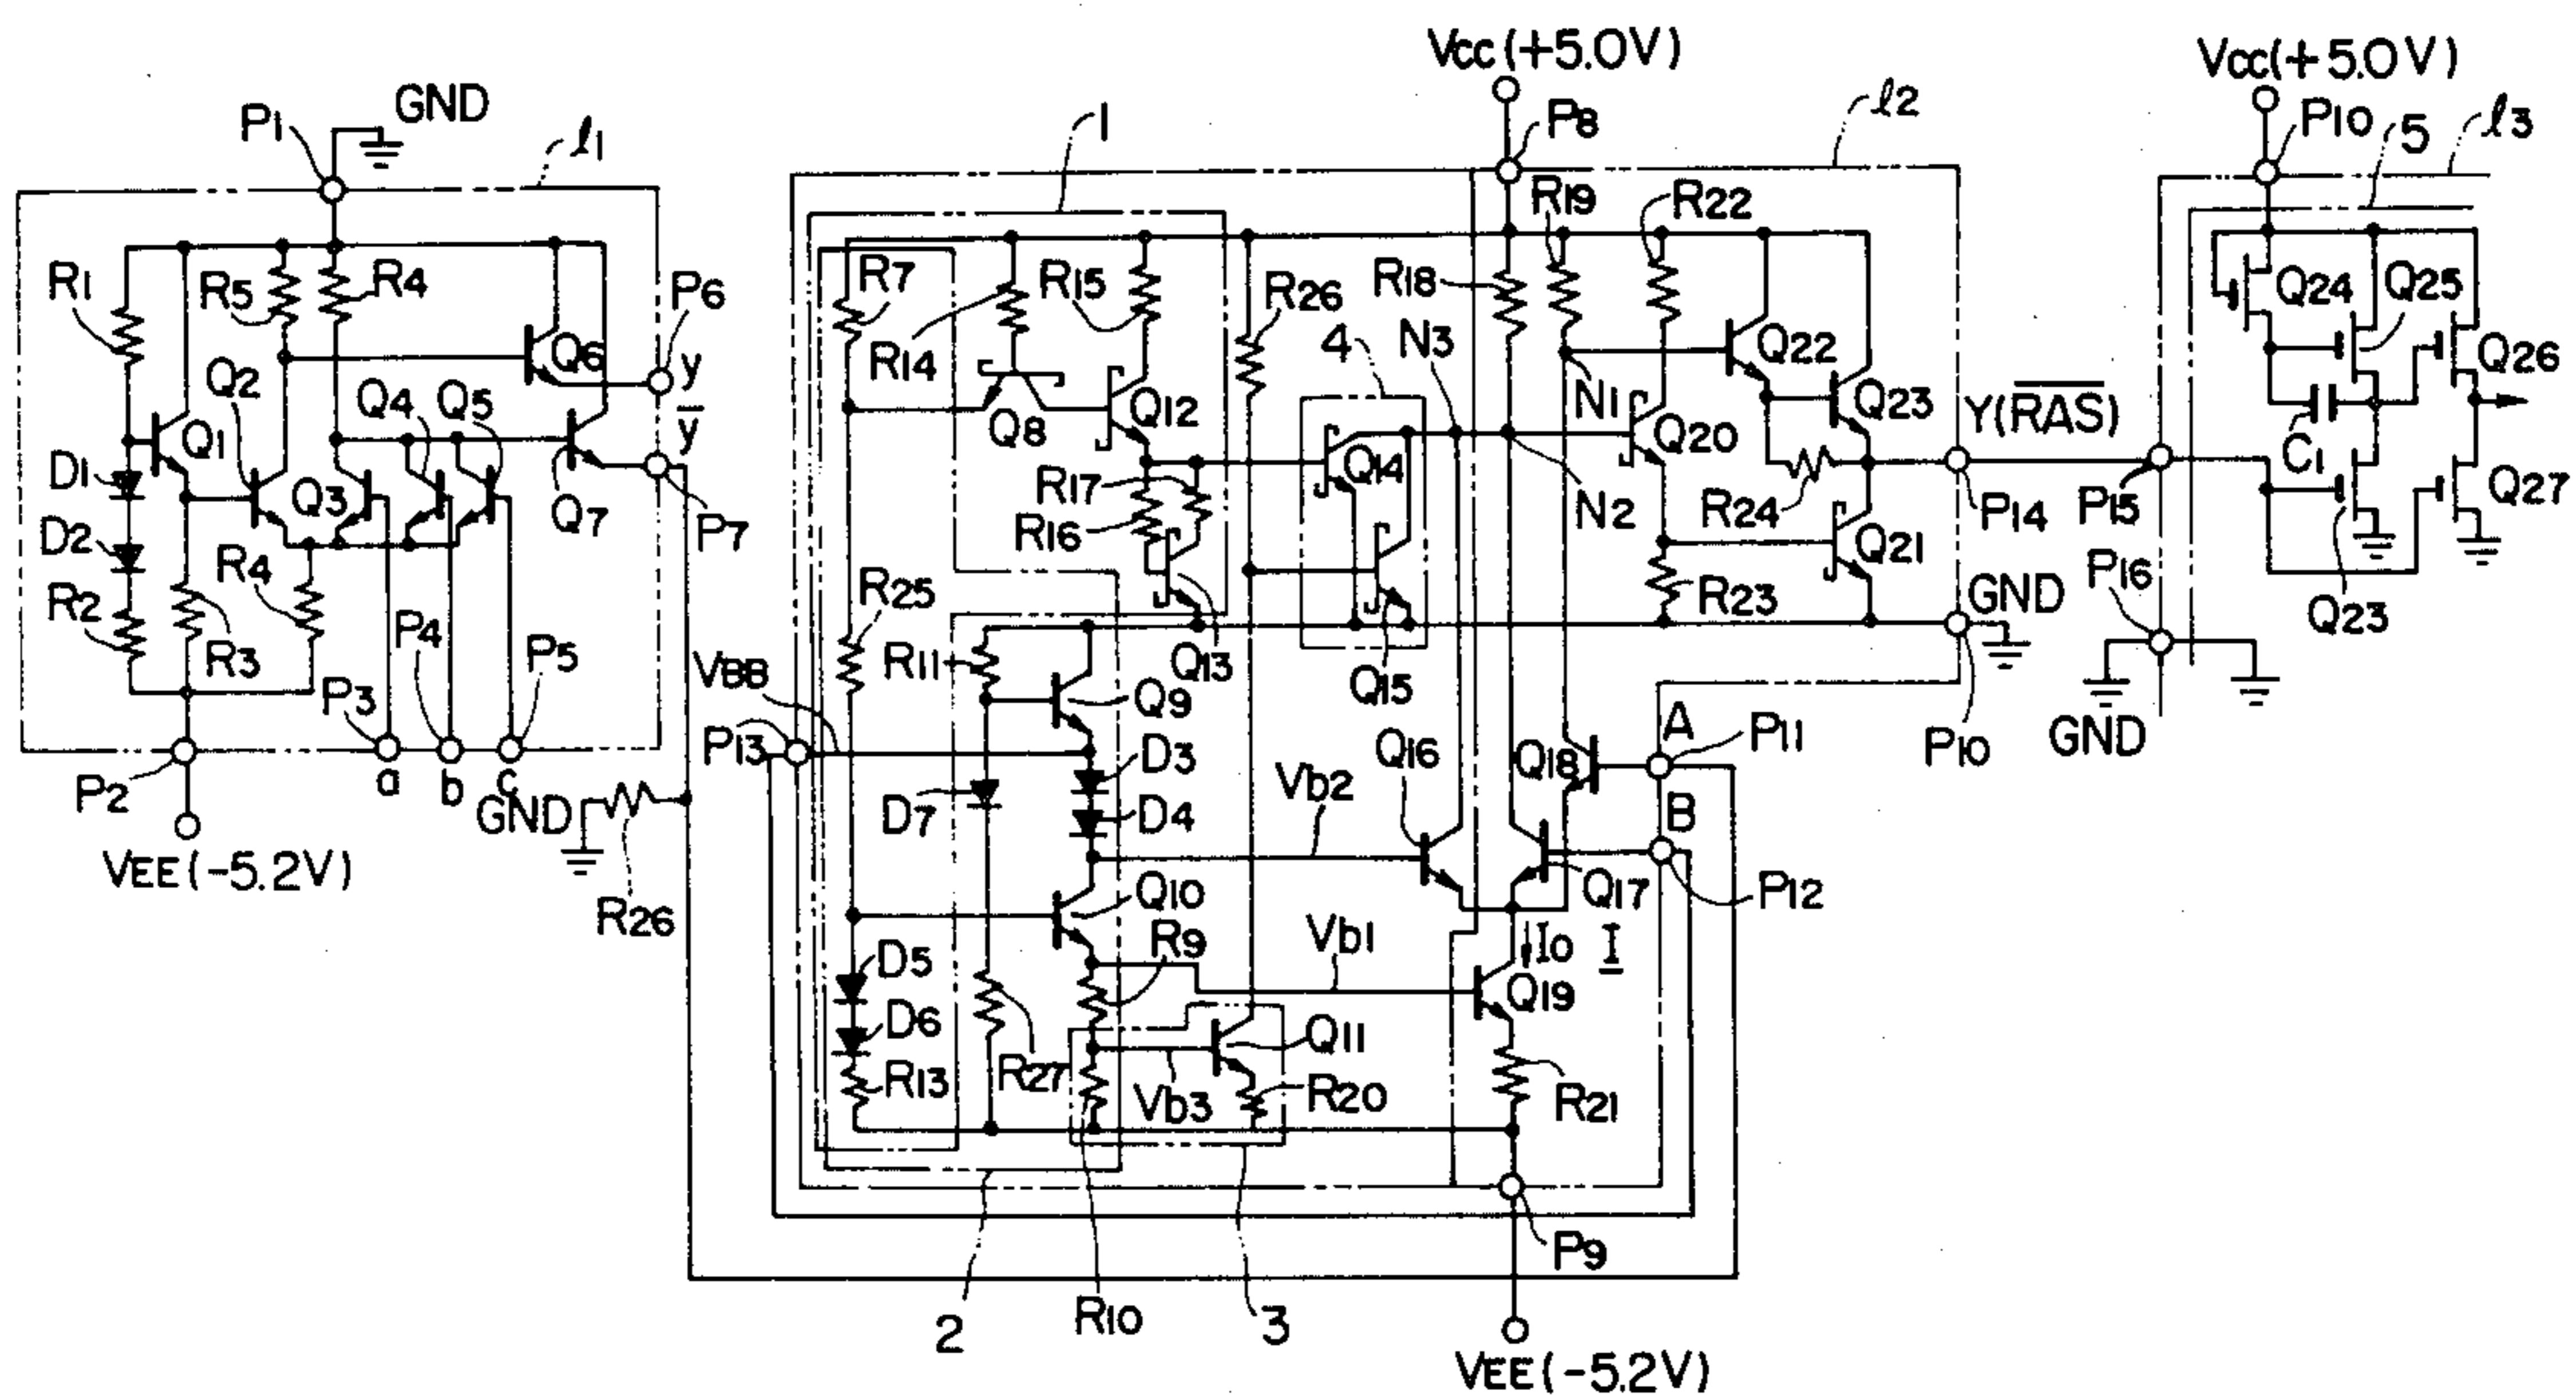 VCC (+5.0V)
VCC (+5.0V)
GND
P1
l1
1
P8
l2
P10
5
l3
R1
R5
R4
P6
y
R7
R14
R15
R26
4
N3
R18
R19
R22
Q24
Q25
Q26
Q2
Q4
Q5
Q6
Q1
Q3
Q7
y̅
P7
Q8
Q12
Q14
N1
N2
Q20
Q22
Q23
Y(R̅A̅S̅)
C1
D1
D2
R2
R3
R4
R17
R16
R24
Q21
P14
P15
Q27
P4
P3
P5
R25
R11
VBB
Q13
Q15
R23
GND
P16
Q23
P13
Q9
P2
a
b
c
GND
D7
D3
D4
Vb2
Q16
Q18
A
P11
P10
GND
B
VEE (-5.2V)
R26
Q10
R9
Vb1
Q17
P12
I0
I
D5
D6
R13
R27
Q11
Vb3
R20
Q19
R21
2
R10
3
P9
VEE (-5.2V)